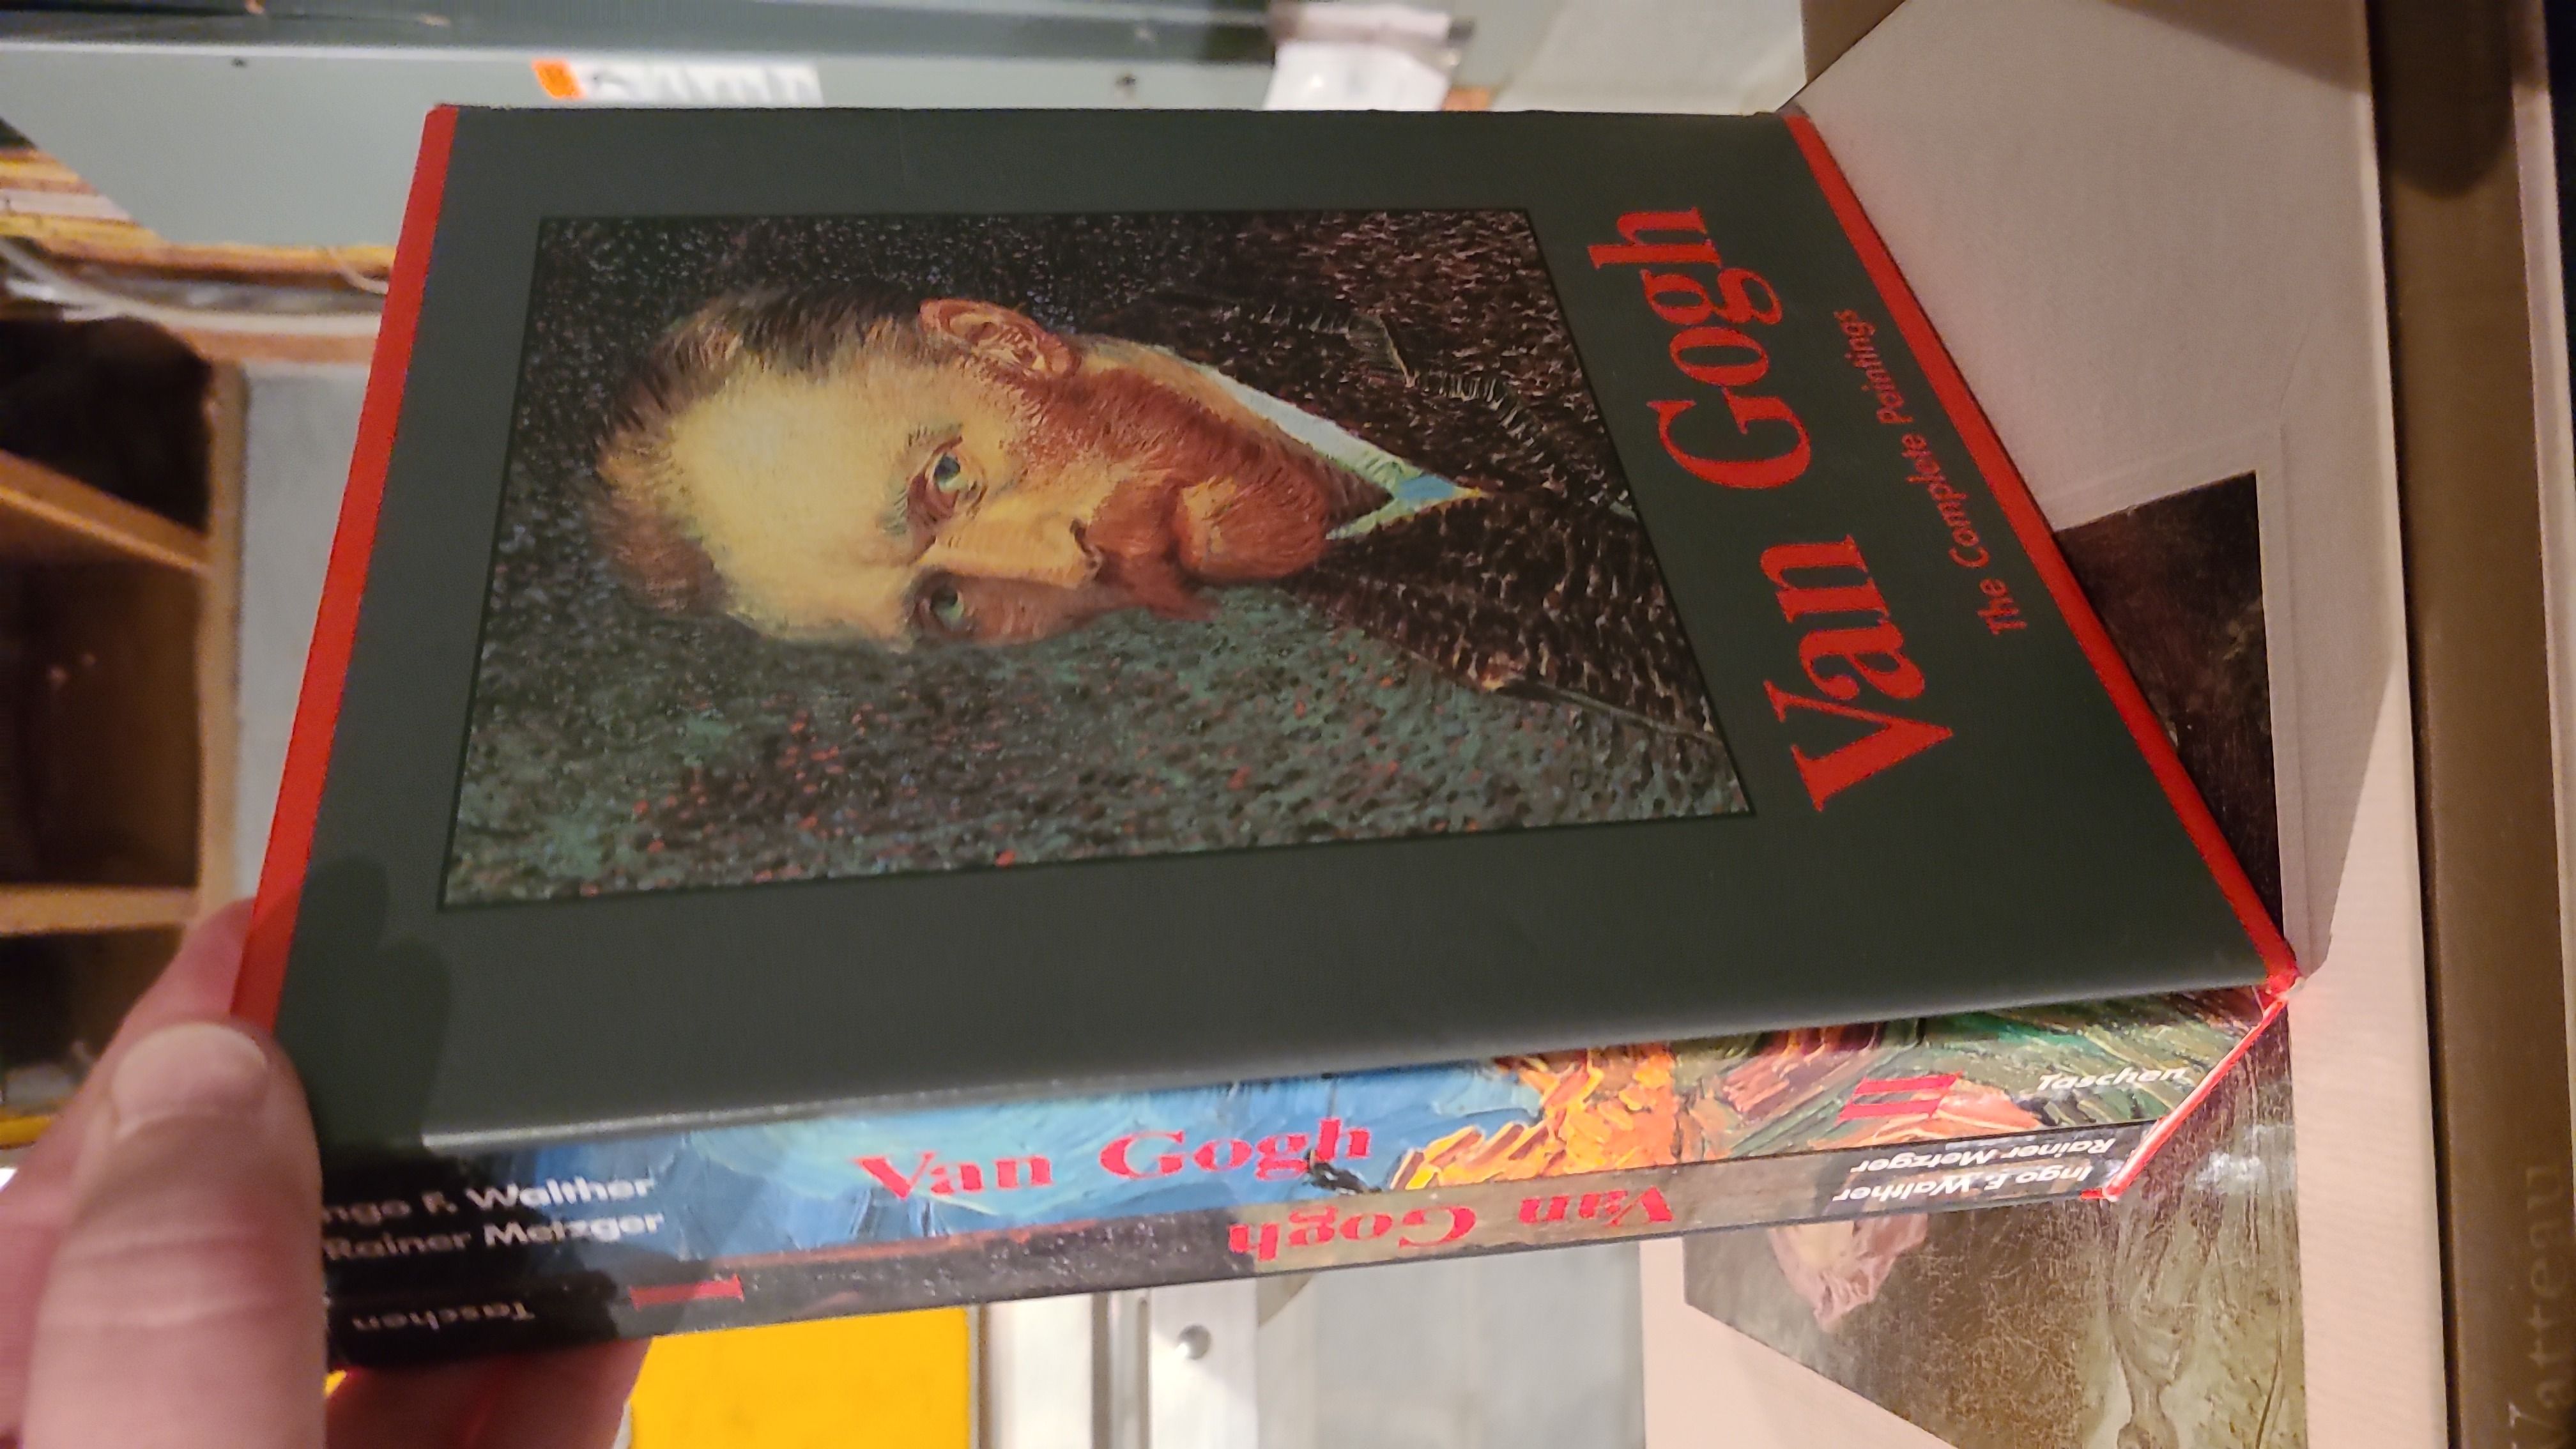 Van Gogh
The Complete Paintings
Ingo F. Walther
Rainer Metzger
Van Gogh
II
Taschen
Ingo F. Walther
Rainer Metzger
Van Gogh
I
Taschen